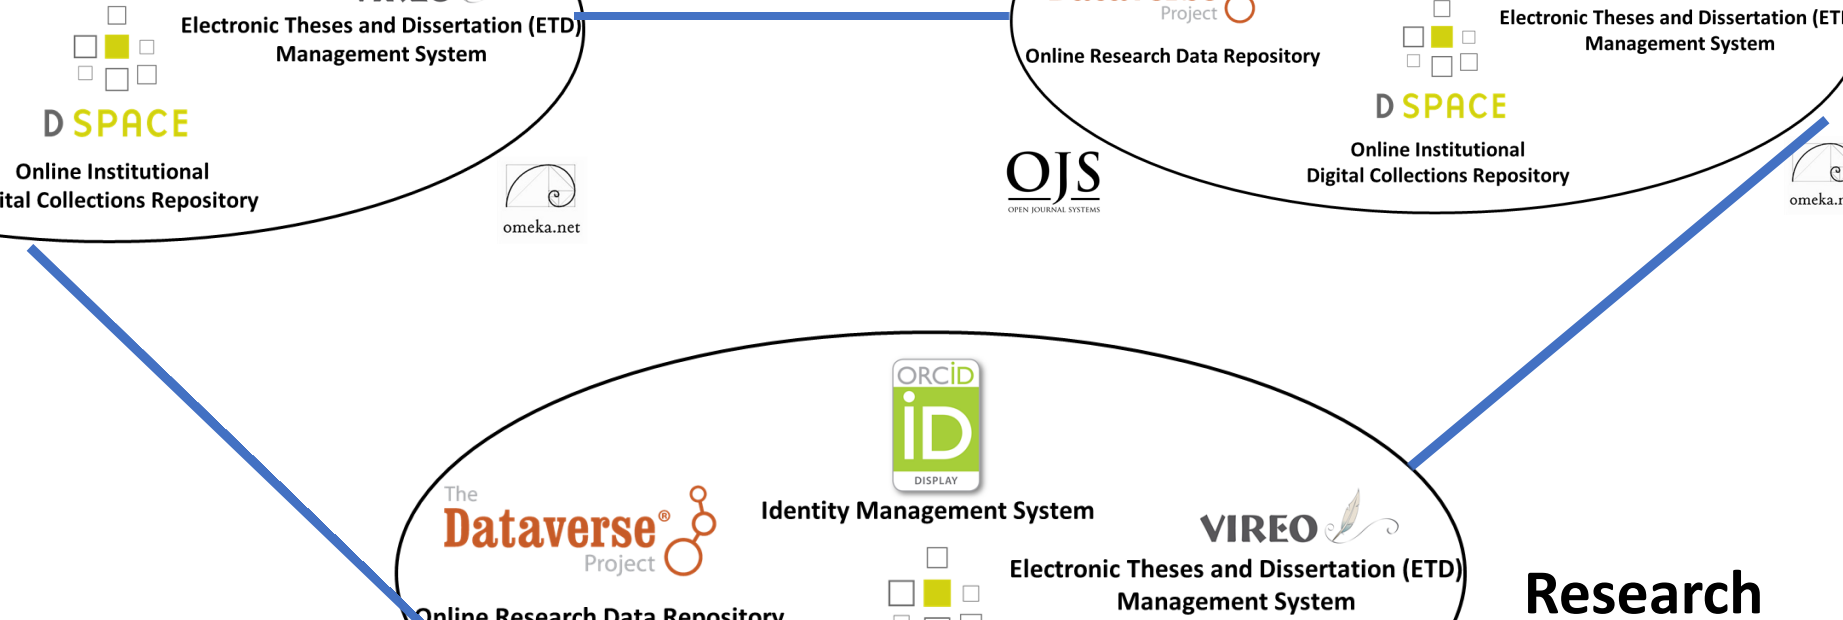 Electronic Theses and Dissertation (ETD)
Management System
D SPACE
Online Institutional
ital Collections Repository
omeka.net
Project
Online Research Data Repository
Electronic Theses and Dissertation (ET
Management System
D SPACE
Online Institutional
Digital Collections Repository
OJS
OPEN JOURNAL SYSTEMS
omeka.n
ORCiD
iD
DISPLAY
Identity Management System
The
Dataverse®
Project
Online Research Data Repository
VIREO
Electronic Theses and Dissertation (ETD)
Management System
Research